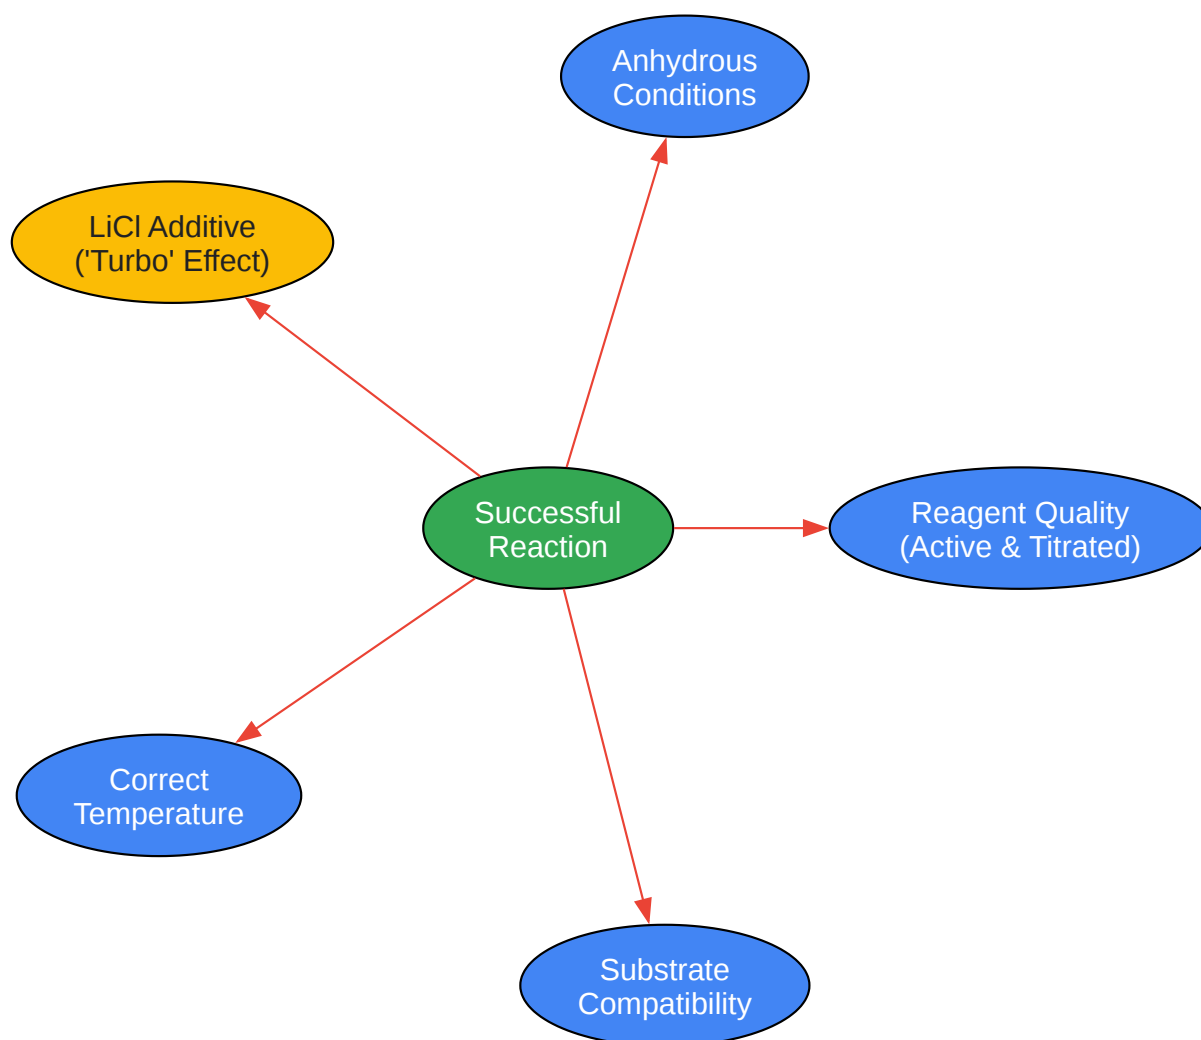 Anhydrous
Conditions
LiCl Additive
('Turbo' Effect)
Successful
Reaction
Reagent Quality
(Active & Titrated)
Correct
Temperature
Substrate
Compatibility